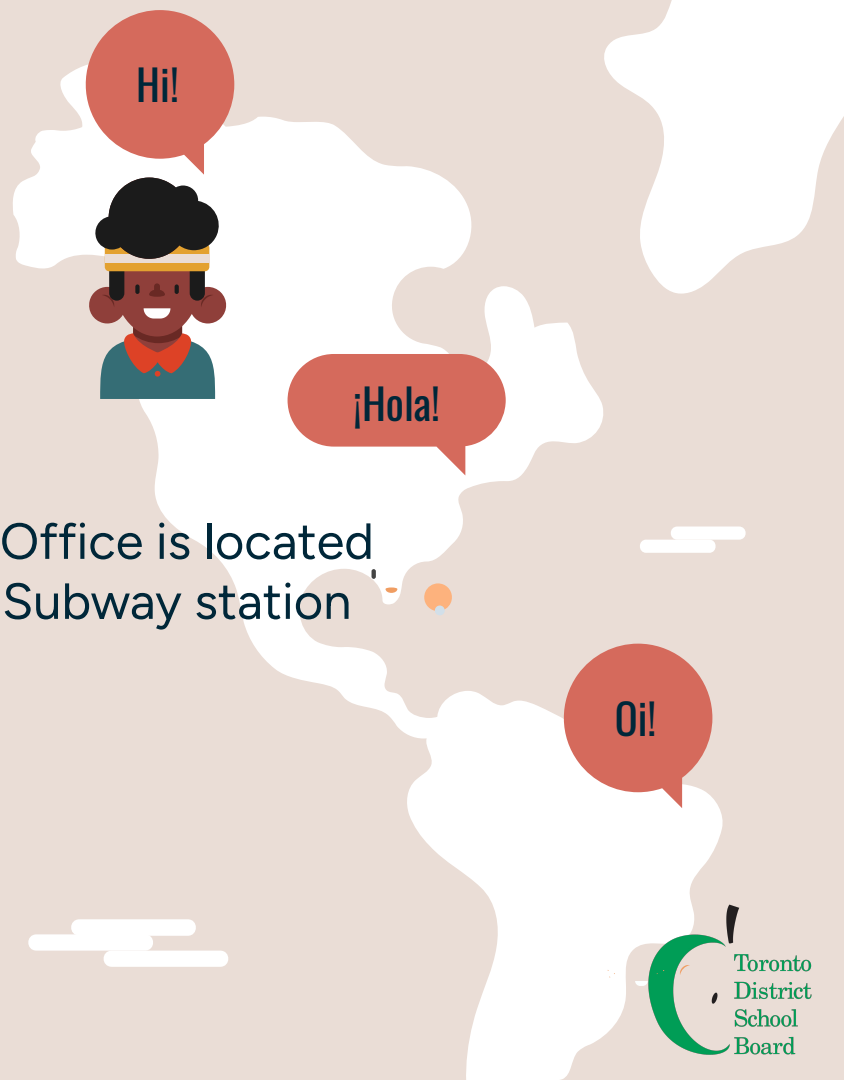 Hi!
¡Hola!
Office is located
Subway station
Oi!
Toronto
District
School
Board